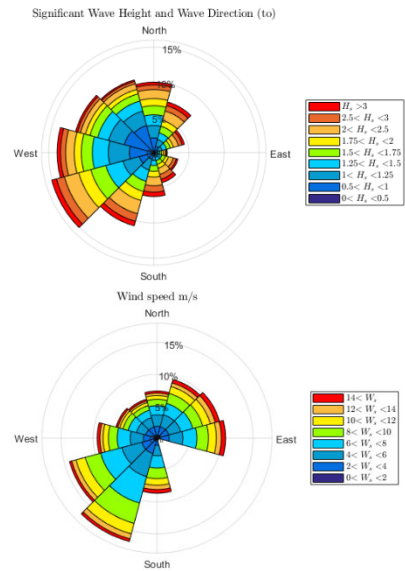 Significant Wave Height and Wave Direction (to)
North
15%
10%
5%
West
East
South
H_s >3
2.5< H_s <3
2< H_s <2.5
1.75< H_s <2
1.5< H_s <1.75
1.25< H_s <1.5
1< H_s <1.25
0.5< H_s <1
0< H_s <0.5
Wind speed m/s
North
15%
10%
5%
West
East
South
14< W_s
12< W_s <14
10< W_s <12
8< W_s <10
6< W_s <8
4< W_s <6
2< W_s <4
0< W_s <2